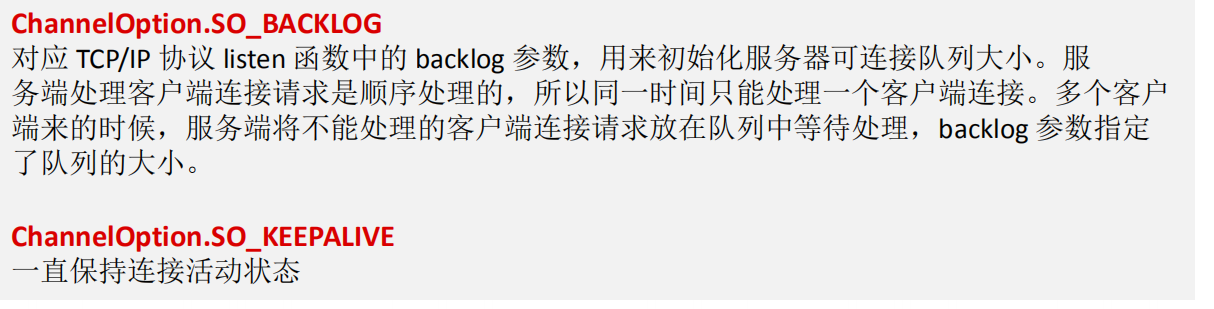 ChannelOption.SO_BACKLOG
对应 TCP/IP 协议 listen 函数中的 backlog 参数，用来初始化服务器可连接队列大小。服
务端处理客户端连接请求是顺序处理的，所以同一时间只能处理一个客户端连接。多个客户
端来的时候，服务端将不能处理的客户端连接请求放在队列中等待处理，backlog 参数指定
了队列的大小。
ChannelOption.SO_KEEPALIVE
一直保持连接活动状态